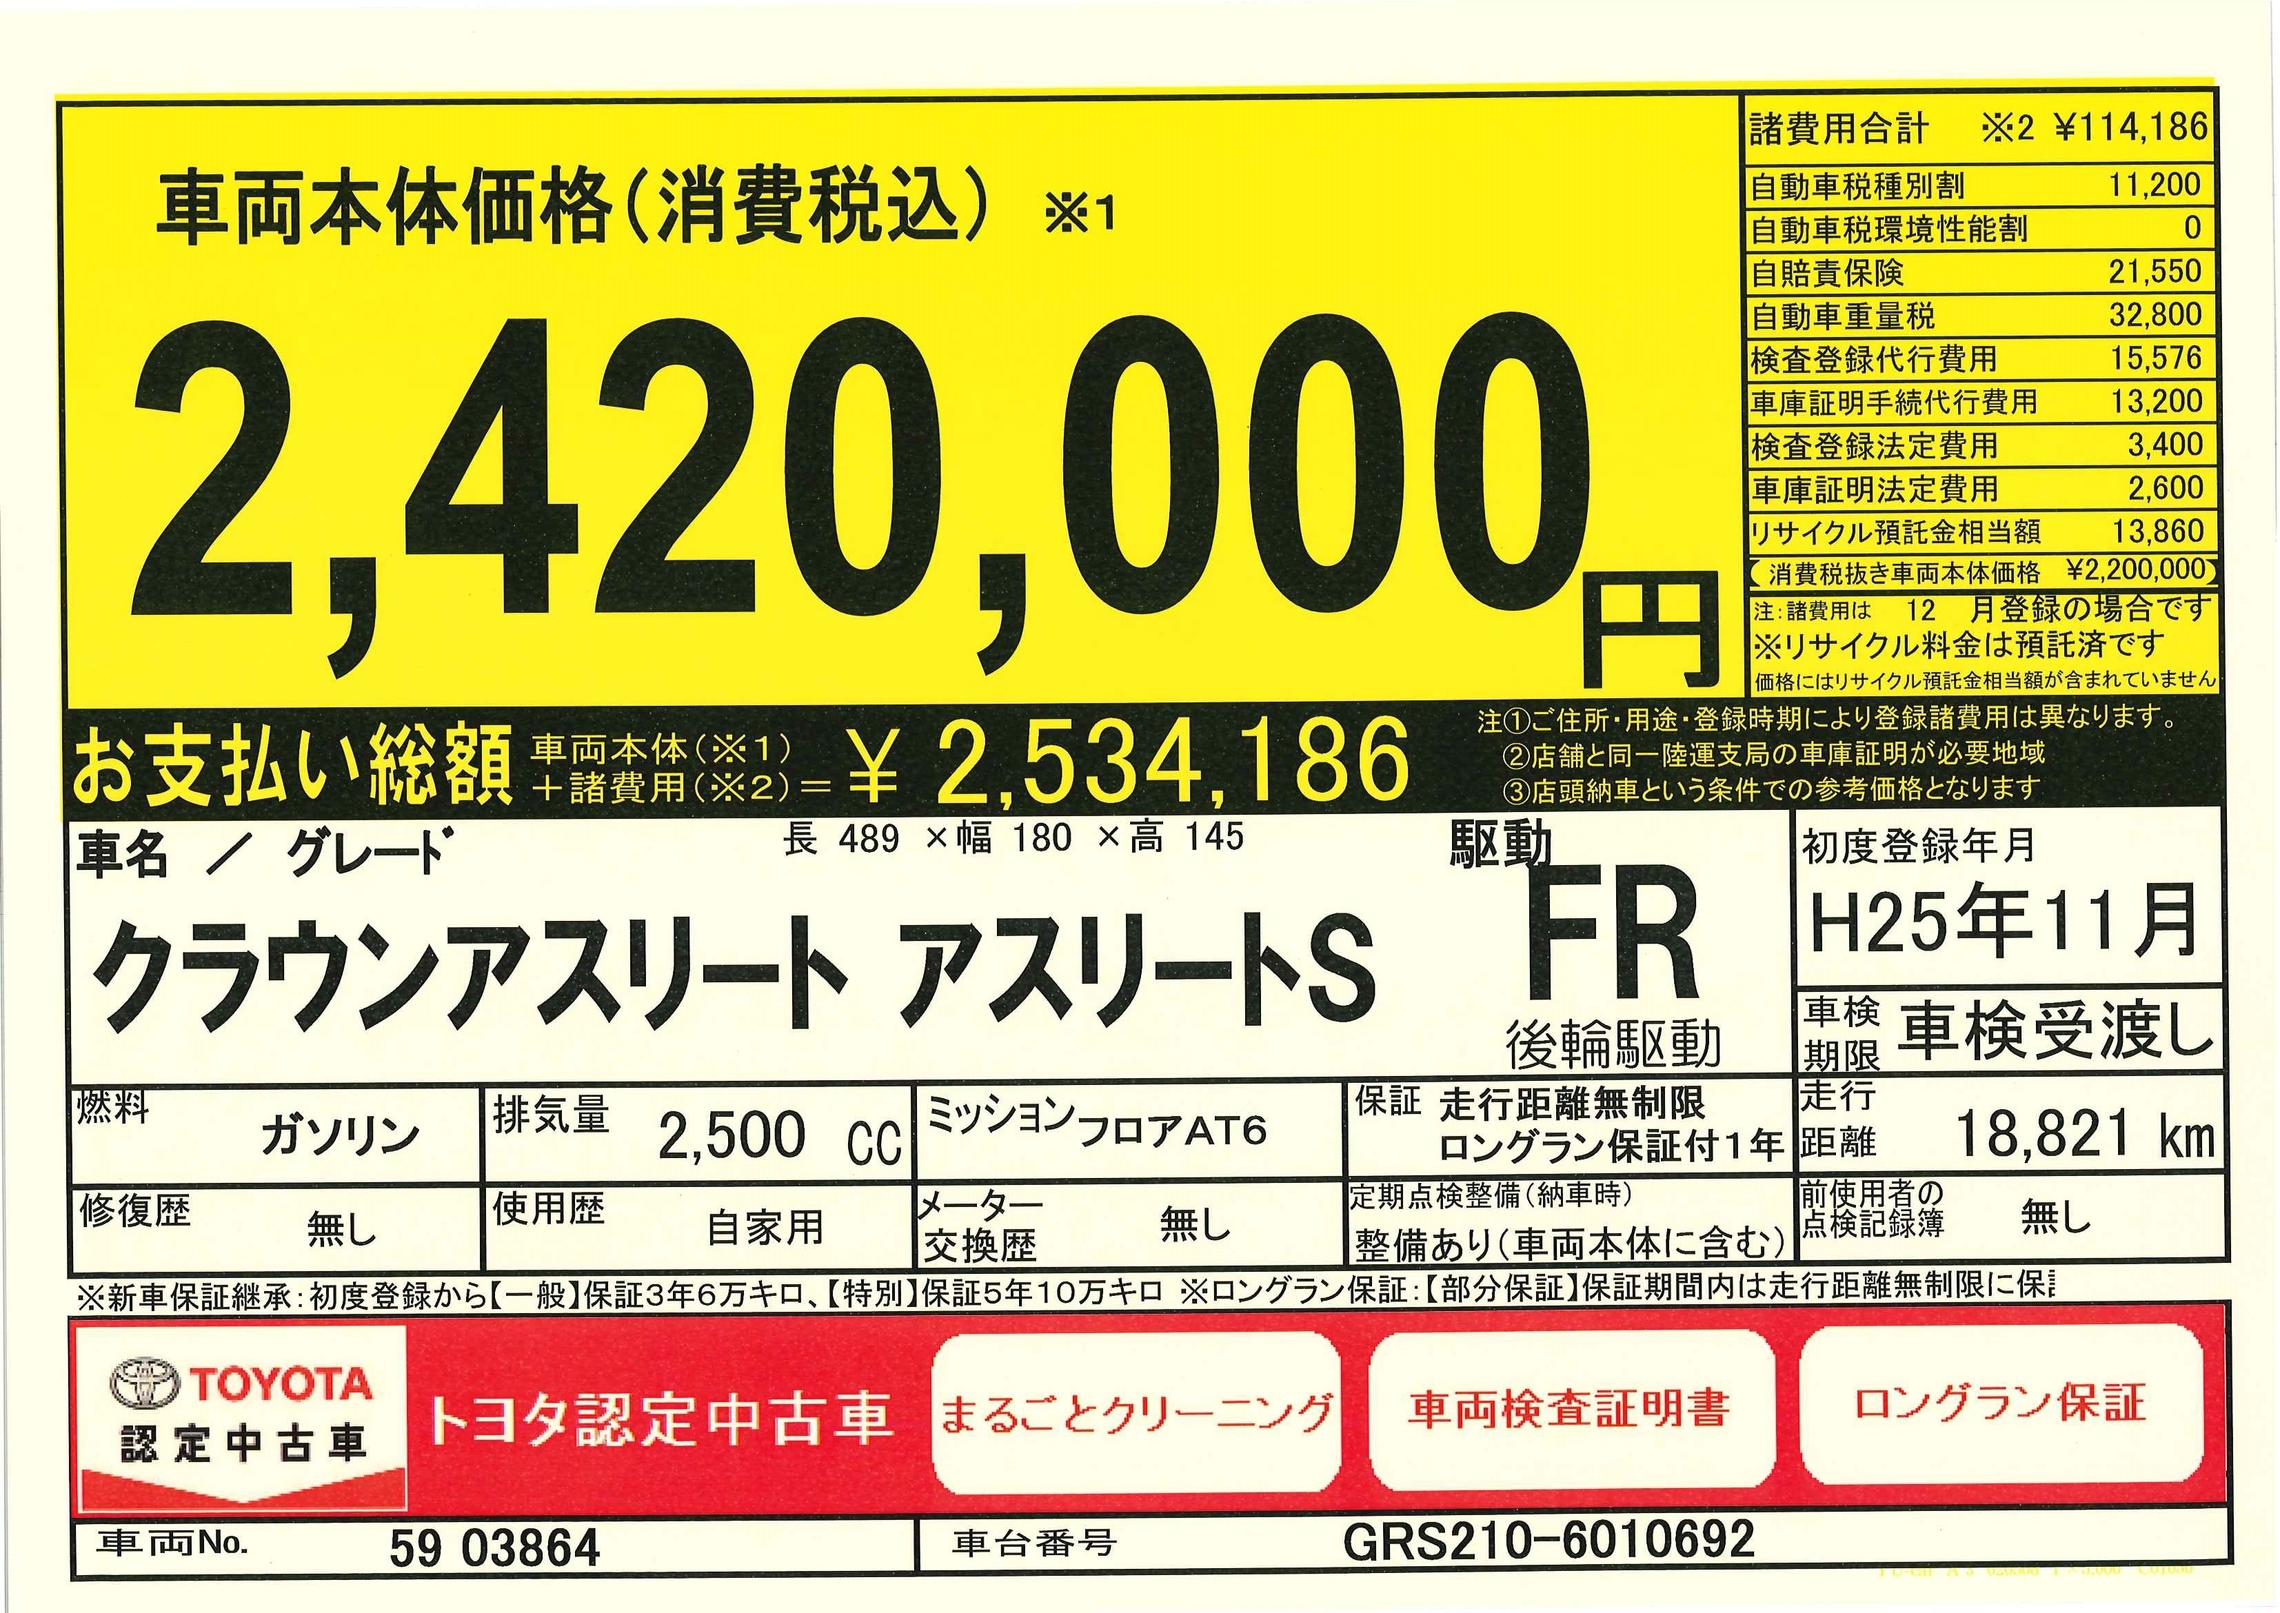 車両本体価格(消費税込) ※1
2,420,000円
諸費用合計 ※2 ¥114,186
自動車税種別割 11,200
自動車税環境性能割 0
自賠責保険 21,550
自動車重量税 32,800
検査登録代行費用 15,576
車庫証明手続代行費用 13,200
検査登録法定費用 3,400
車庫証明法定費用 2,600
リサイクル預託金相当額 13,860
(消費税抜き車両本体価格 ¥2,200,000)
注:諸費用は 12 月登録の場合です
※リサイクル料金は預託済です
価格にはリサイクル預託金相当額が含まれていません
お支払い総額 車両本体(※1)
+諸費用(※2)= ¥ 2,534,186
注①ご住所・用途・登録時期により登録諸費用は異なります。
②店舗と同一陸運支局の車庫証明が必要地域
③店頭納車という条件での参考価格となります
車名 / グレード
長 489 ×幅 180 ×高 145
クラウンアスリート アスリートS
駆動
FR
後輪駆動
初度登録年月
H25年11月
車検期限 車検受渡し
燃料 ガソリン
排気量 2,500 CC
ミッション フロアAT6
保証 走行距離無制限
ロングラン保証付1年
走行距離 18,821 km
修復歴 無し
使用歴 自家用
メーター交換歴 無し
定期点検整備(納車時)
整備あり(車両本体に含む)
前使用者の点検記録簿 無し
※新車保証継承:初度登録から【一般】保証3年6万キロ、【特別】保証5年10万キロ ※ロングラン保証:【部分保証】保証期間内は走行距離無制限に保
TOYOTA
認定中古車
トヨタ認定中古車
まるごとクリーニング
車両検査証明書
ロングラン保証
車両No. 59 03864
車台番号 GRS210-6010692